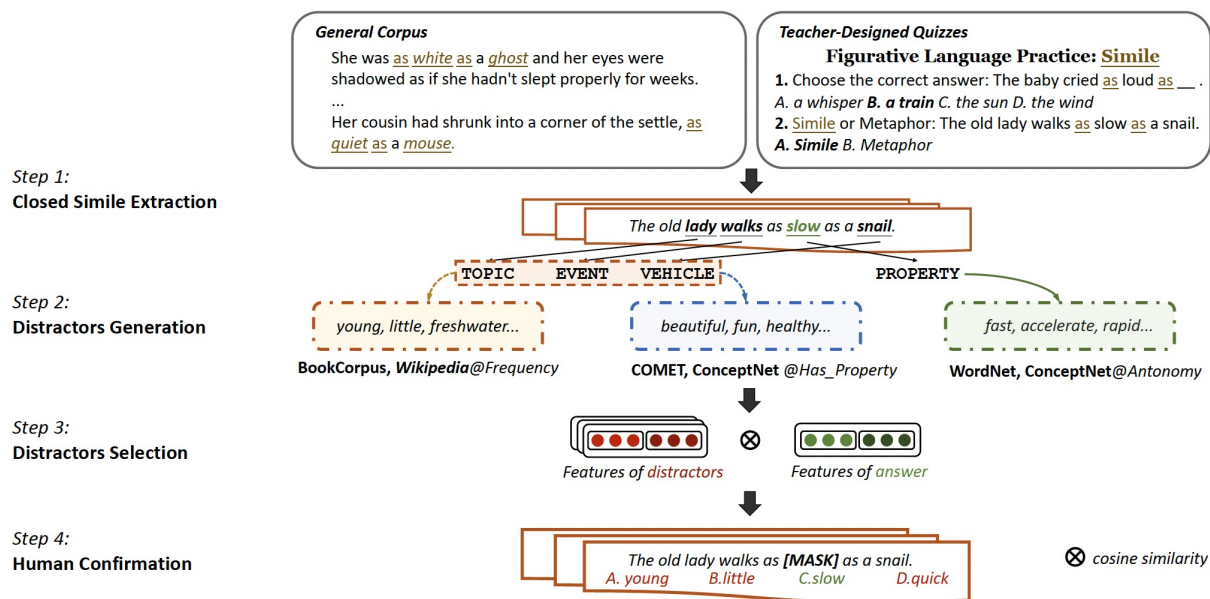 General Corpus
She was as white as a ghost and her eyes were
shadowed as if she hadn't slept properly for weeks.
...
Her cousin had shrunk into a corner of the settle, as
quiet as a mouse.
Teacher-Designed Quizzes
Figurative Language Practice: Simile
1. Choose the correct answer: The baby cried as loud as __ .
A. a whisper B. a train C. the sun D. the wind
2. Simile or Metaphor: The old lady walks as slow as a snail.
A. Simile B. Metaphor
Step 1:
Closed Simile Extraction
The old lady walks as slow as a snail.
TOPIC EVENT VEHICLE PROPERTY
Step 2:
Distractors Generation
young, little, freshwater...
beautiful, fun, healthy...
fast, accelerate, rapid...
BookCorpus, Wikipedia@Frequency
COMET, ConceptNet @Has_Property
WordNet, ConceptNet@Antonomy
Step 3:
Distractors Selection
Features of distractors
Features of answer
Step 4:
Human Confirmation
The old lady walks as [MASK] as a snail.
A. young B.little C.slow D.quick
cosine similarity